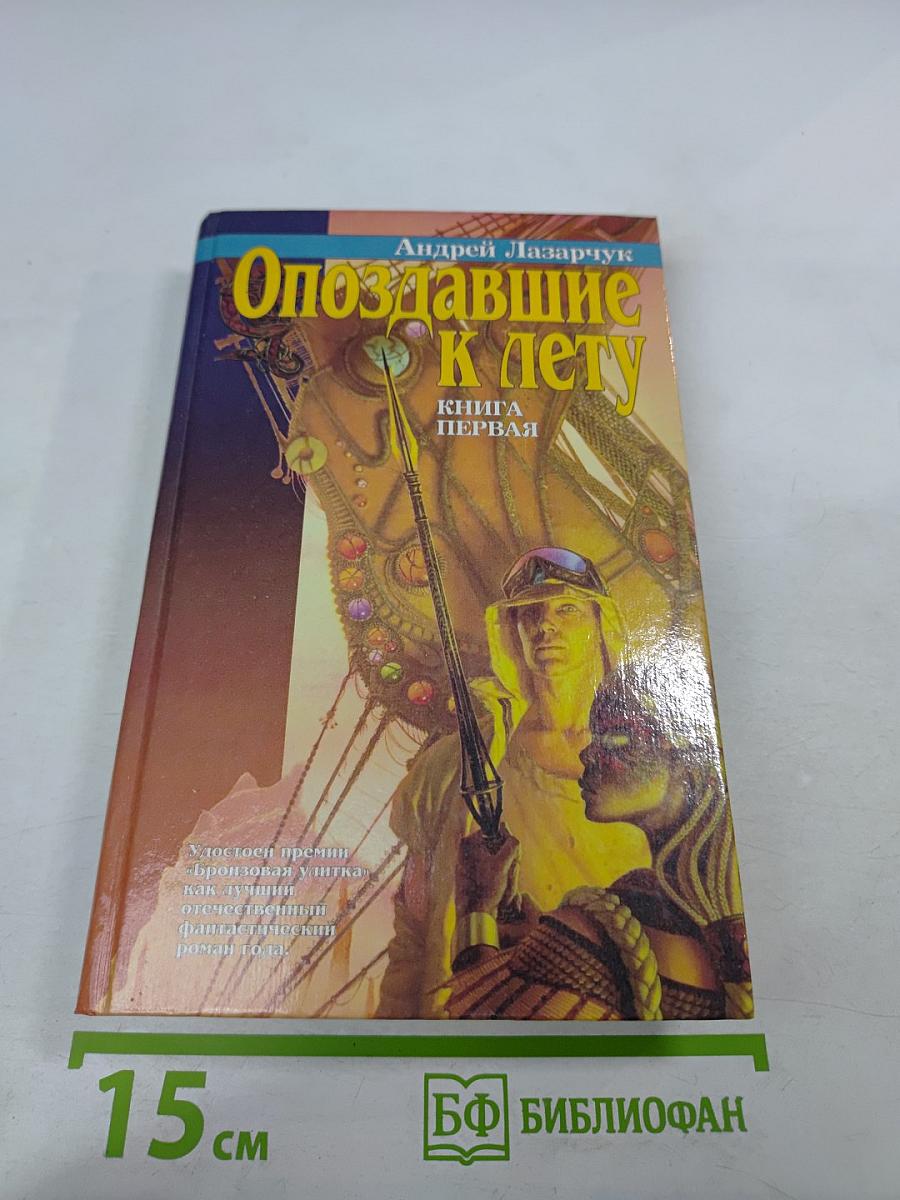 Андрей Лазарчук
Опоздавшие
к лету
КНИГА
ПЕРВАЯ
Удостоен премии
«Бронзовая улитка»
как лучший
отечественный
фантастический
роман года.
15 см
БФ БИБЛИОФАН